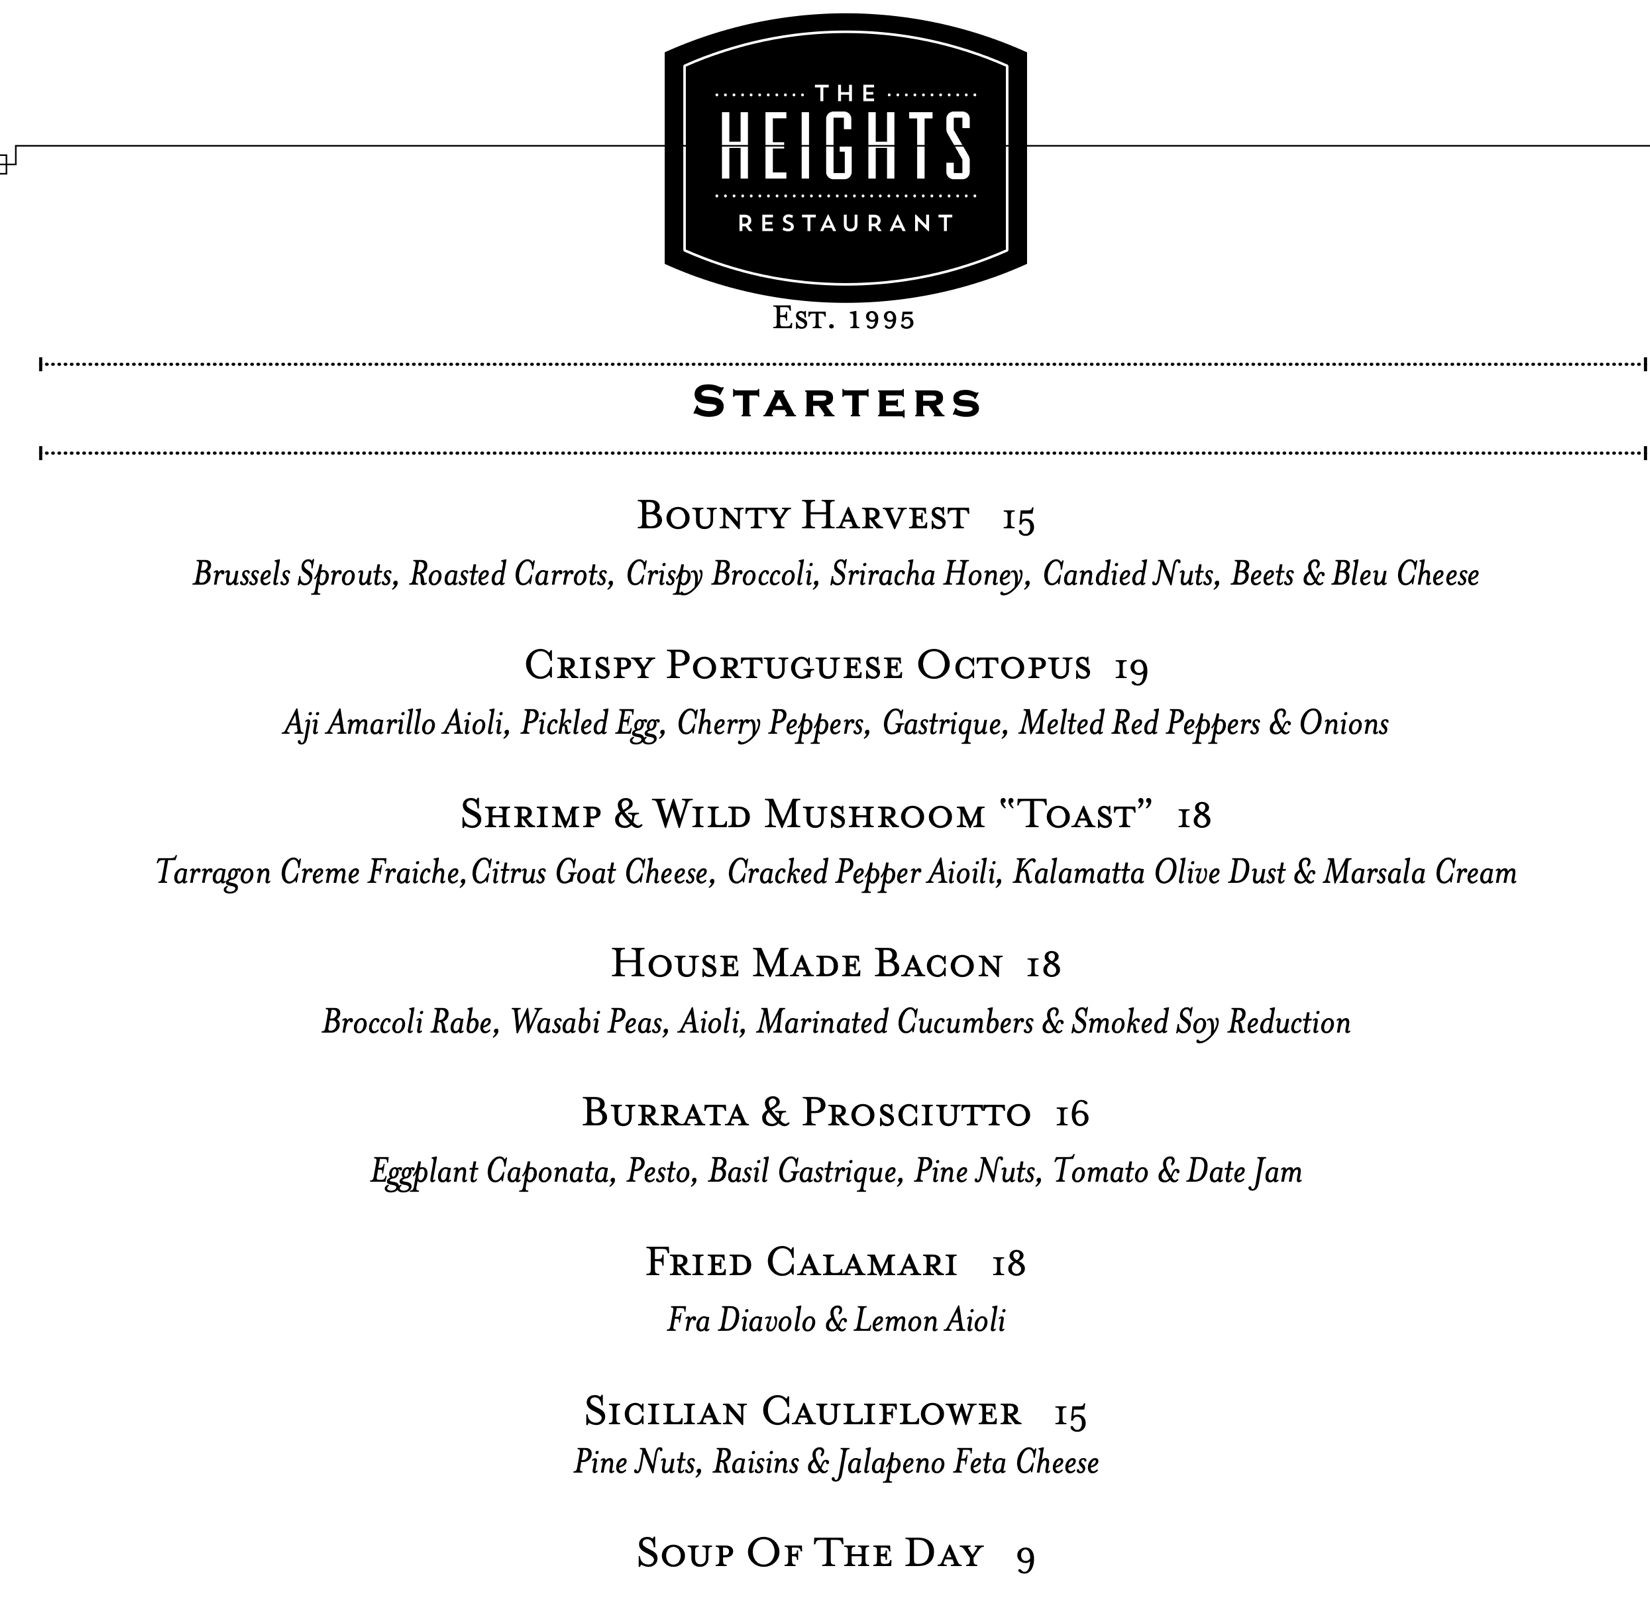 THE
HEIGHTS
RESTAURANT
EST. 1995
STARTERS
BOUNTY HARVEST 15
Brussels Sprouts, Roasted Carrots, Crispy Broccoli, Sriracha Honey, Candied Nuts, Beets & Bleu Cheese
CRISPY PORTUGUESE OCTOPUS 19
Aji Amarillo Aioli, Pickled Egg, Cherry Peppers, Gastrique, Melted Red Peppers & Onions
SHRIMP & WILD MUSHROOM "TOAST" 18
Tarragon Creme Fraiche, Citrus Goat Cheese, Cracked Pepper Aioili, Kalamatta Olive Dust & Marsala Cream
HOUSE MADE BACON 18
Broccoli Rabe, Wasabi Peas, Aioli, Marinated Cucumbers & Smoked Soy Reduction
BURRATA & PROSCIUTTO 16
Eggplant Caponata, Pesto, Basil Gastrique, Pine Nuts, Tomato & Date Jam
FRIED CALAMARI 18
Fra Diavolo & Lemon Aioli
SICILIAN CAULIFLOWER 15
Pine Nuts, Raisins & Jalapeno Feta Cheese
SOUP OF THE DAY 9